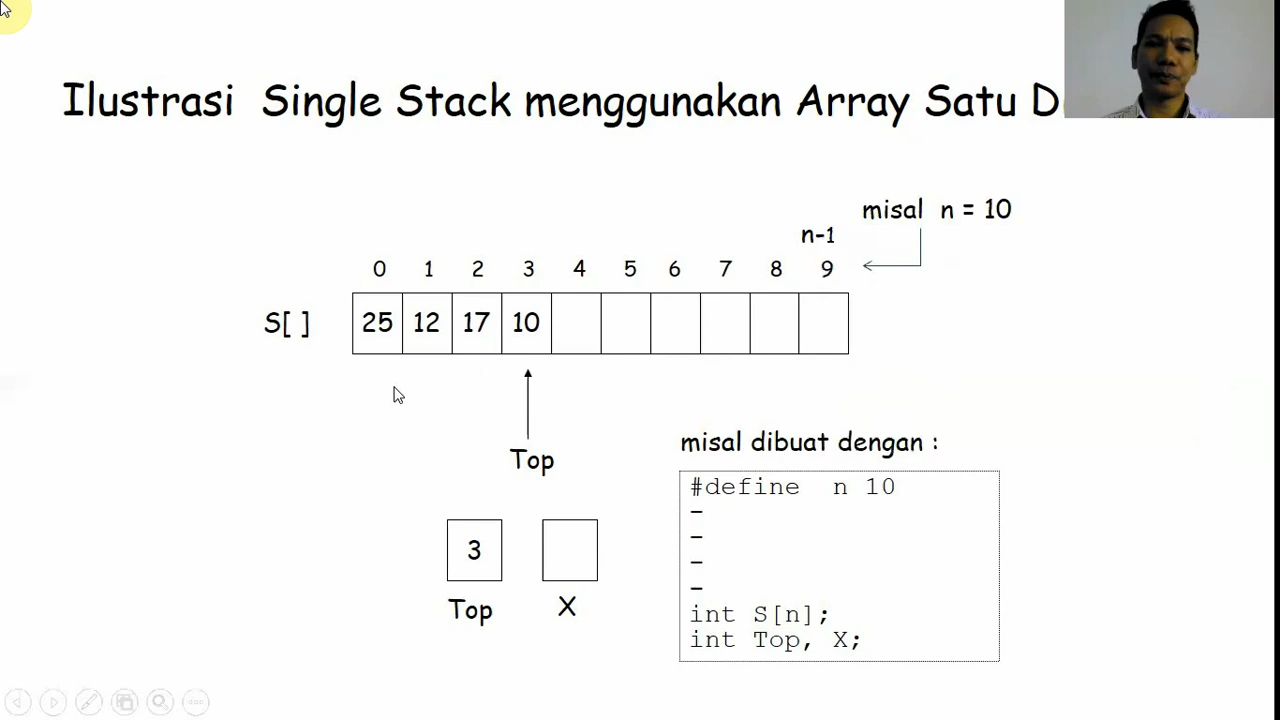 Ilustrasi Single Stack menggunakan Array Satu
misal n = 10
n-1
0 1 2 3 4 5 6 7 8 9
S[ ] 25 12 17 10
Top
misal dibuat dengan :
#define n 10
-
-
-
-
int S[n];
int Top, X;
3
Top X